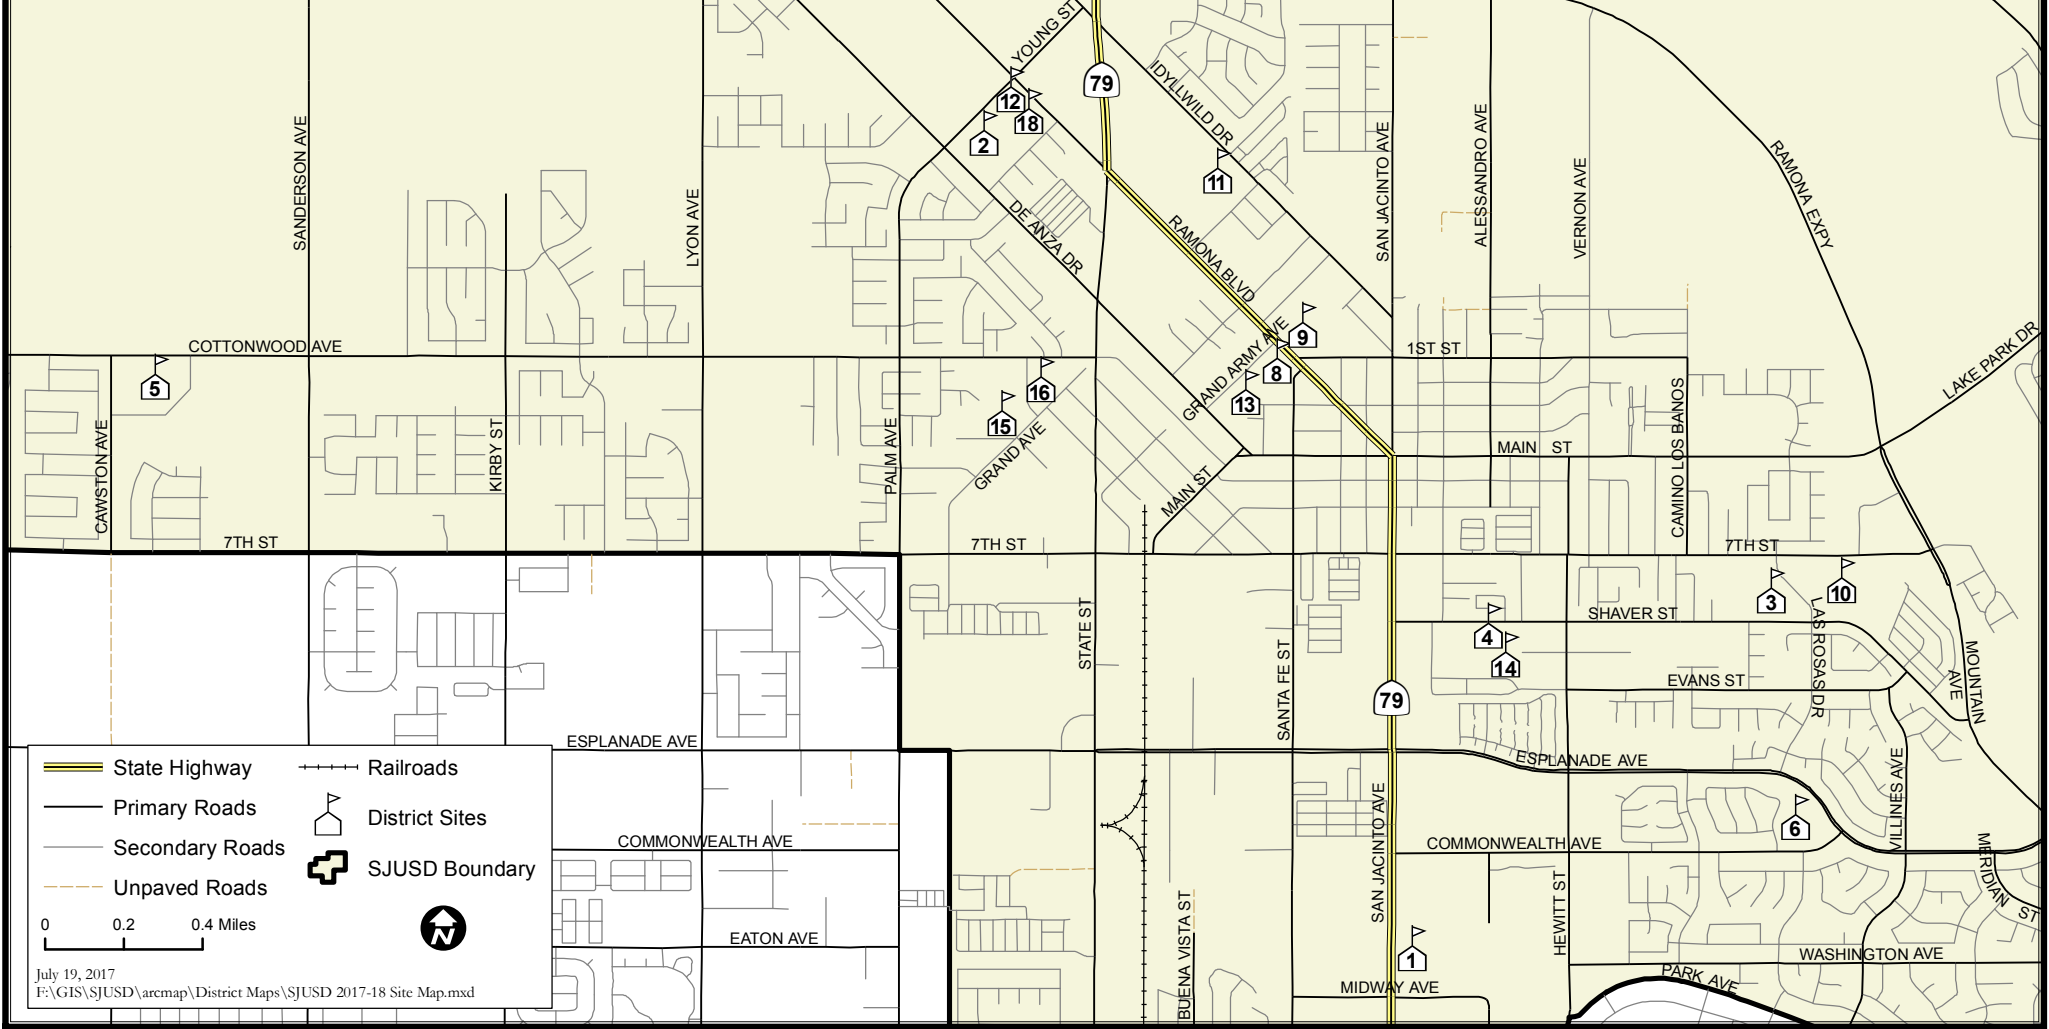 YOUNG ST
79
IDYLLWILD DR
12
18
2
11
SANDERSON AVE
LYON AVE
SAN JACINTO AVE
ALESSANDRO AVE
VERNON AVE
RAMONA EXPY
DE ANZA DR
RAMONA BLVD
COTTONWOOD AVE
GRAND ARMY AVE
9
1ST ST
LAKE PARK DR
5
8
16
13
15
CAWSTON AVE
KIRBY ST
PALM AVE
GRAND AVE
MAIN ST
MAIN ST
CAMINO LOS BANOS
7TH ST
7TH ST
7TH ST
3
10
STATE ST
SHAVER ST
4
14
LAS ROSAS DR
MOUNTAIN AVE
SANTA FE ST
EVANS ST
79
ESPLANADE AVE
ESPLANADE AVE
SAN JACINTO AVE
VILLINES AVE
6
COMMONWEALTH AVE
COMMONWEALTH AVE
MERIDIAN ST
HEWITT ST
BUENA VISTA ST
EATON AVE
1
WASHINGTON AVE
PARK AVE
MIDWAY AVE
State Highway
Railroads
Primary Roads
District Sites
Secondary Roads
SJUSD Boundary
Unpaved Roads
0 0.2 0.4 Miles
N
July 19, 2017
F:\GIS\SJUSD\arcmap\District Maps\SJUSD 2017-18 Site Map.mxd